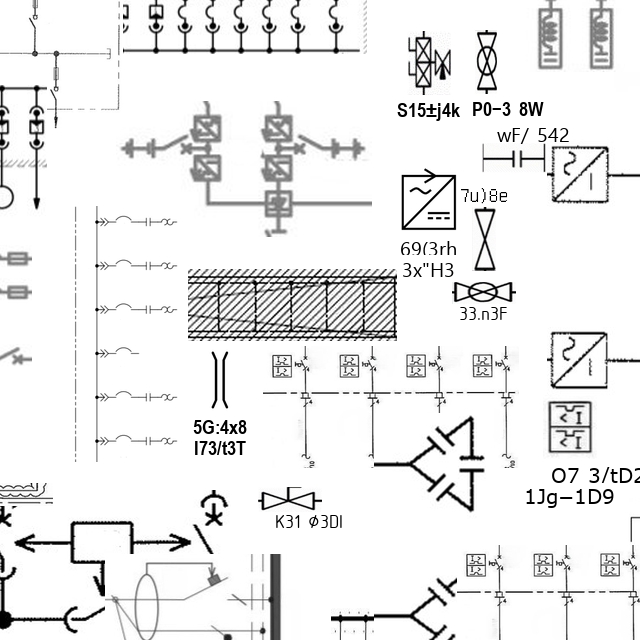 S15±j4k P0−3 8W
wF/ 542
7u)8e
69(3rh
3x"H3
33.n3F
5G:4x8
I73/t3T
O7 3/tD2
1Jg−1D9
K31 Ø3DI